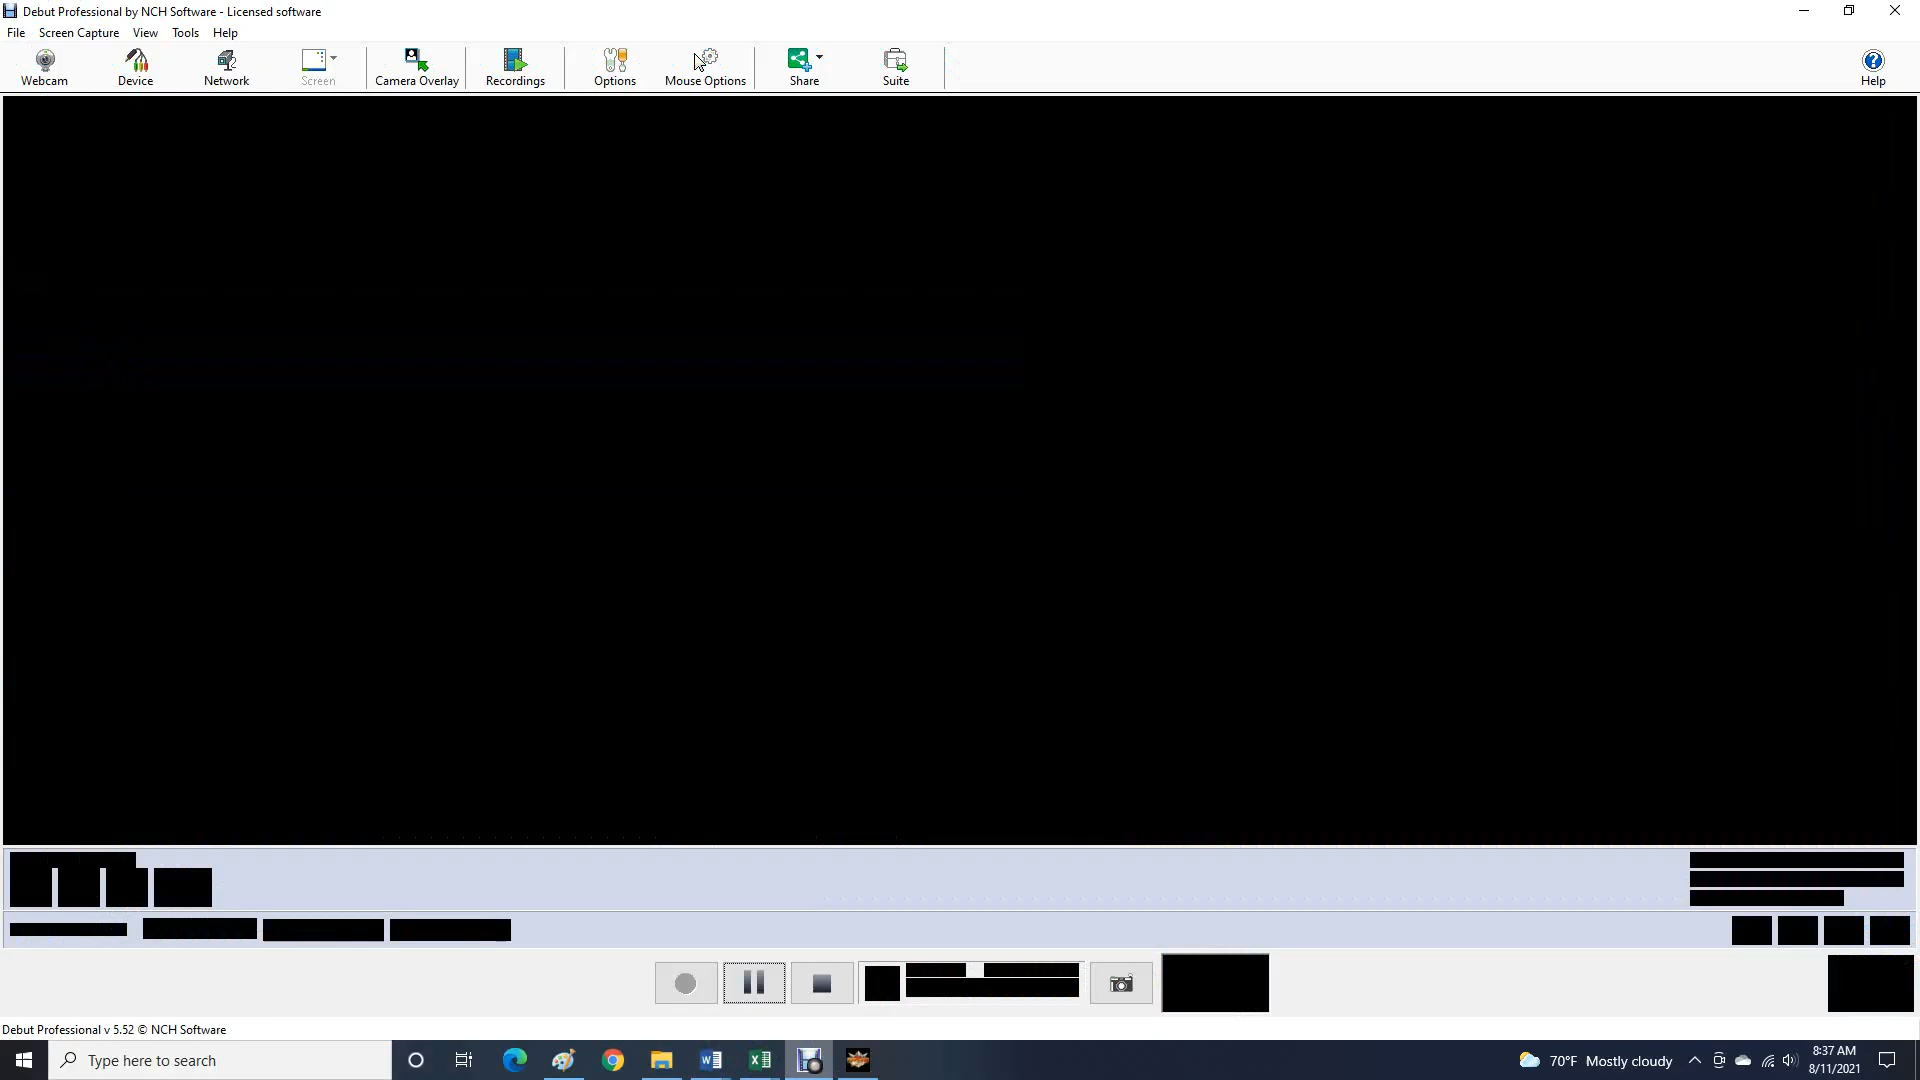 Debut Professional by NCH Software - Licensed software
File Screen Capture View Tools Help
Webcam Device Network Screen Camera Overlay Recordings Options Mouse Options Share Suite Help
Debut Professional v 5.52 © NCH Software
Type here to search
70°F Mostly cloudy
8:37 AM
8/11/2021